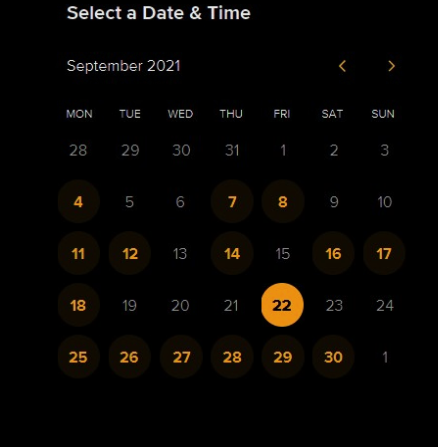 Select a Date & Time
September 2021
MON TUE WED THU FRI SAT SUN
28 29 30 31 1 2 3
4 5 6 7 8 9 10
11 12 13 14 15 16 17
18 19 20 21 22 23 24
25 26 27 28 29 30 1